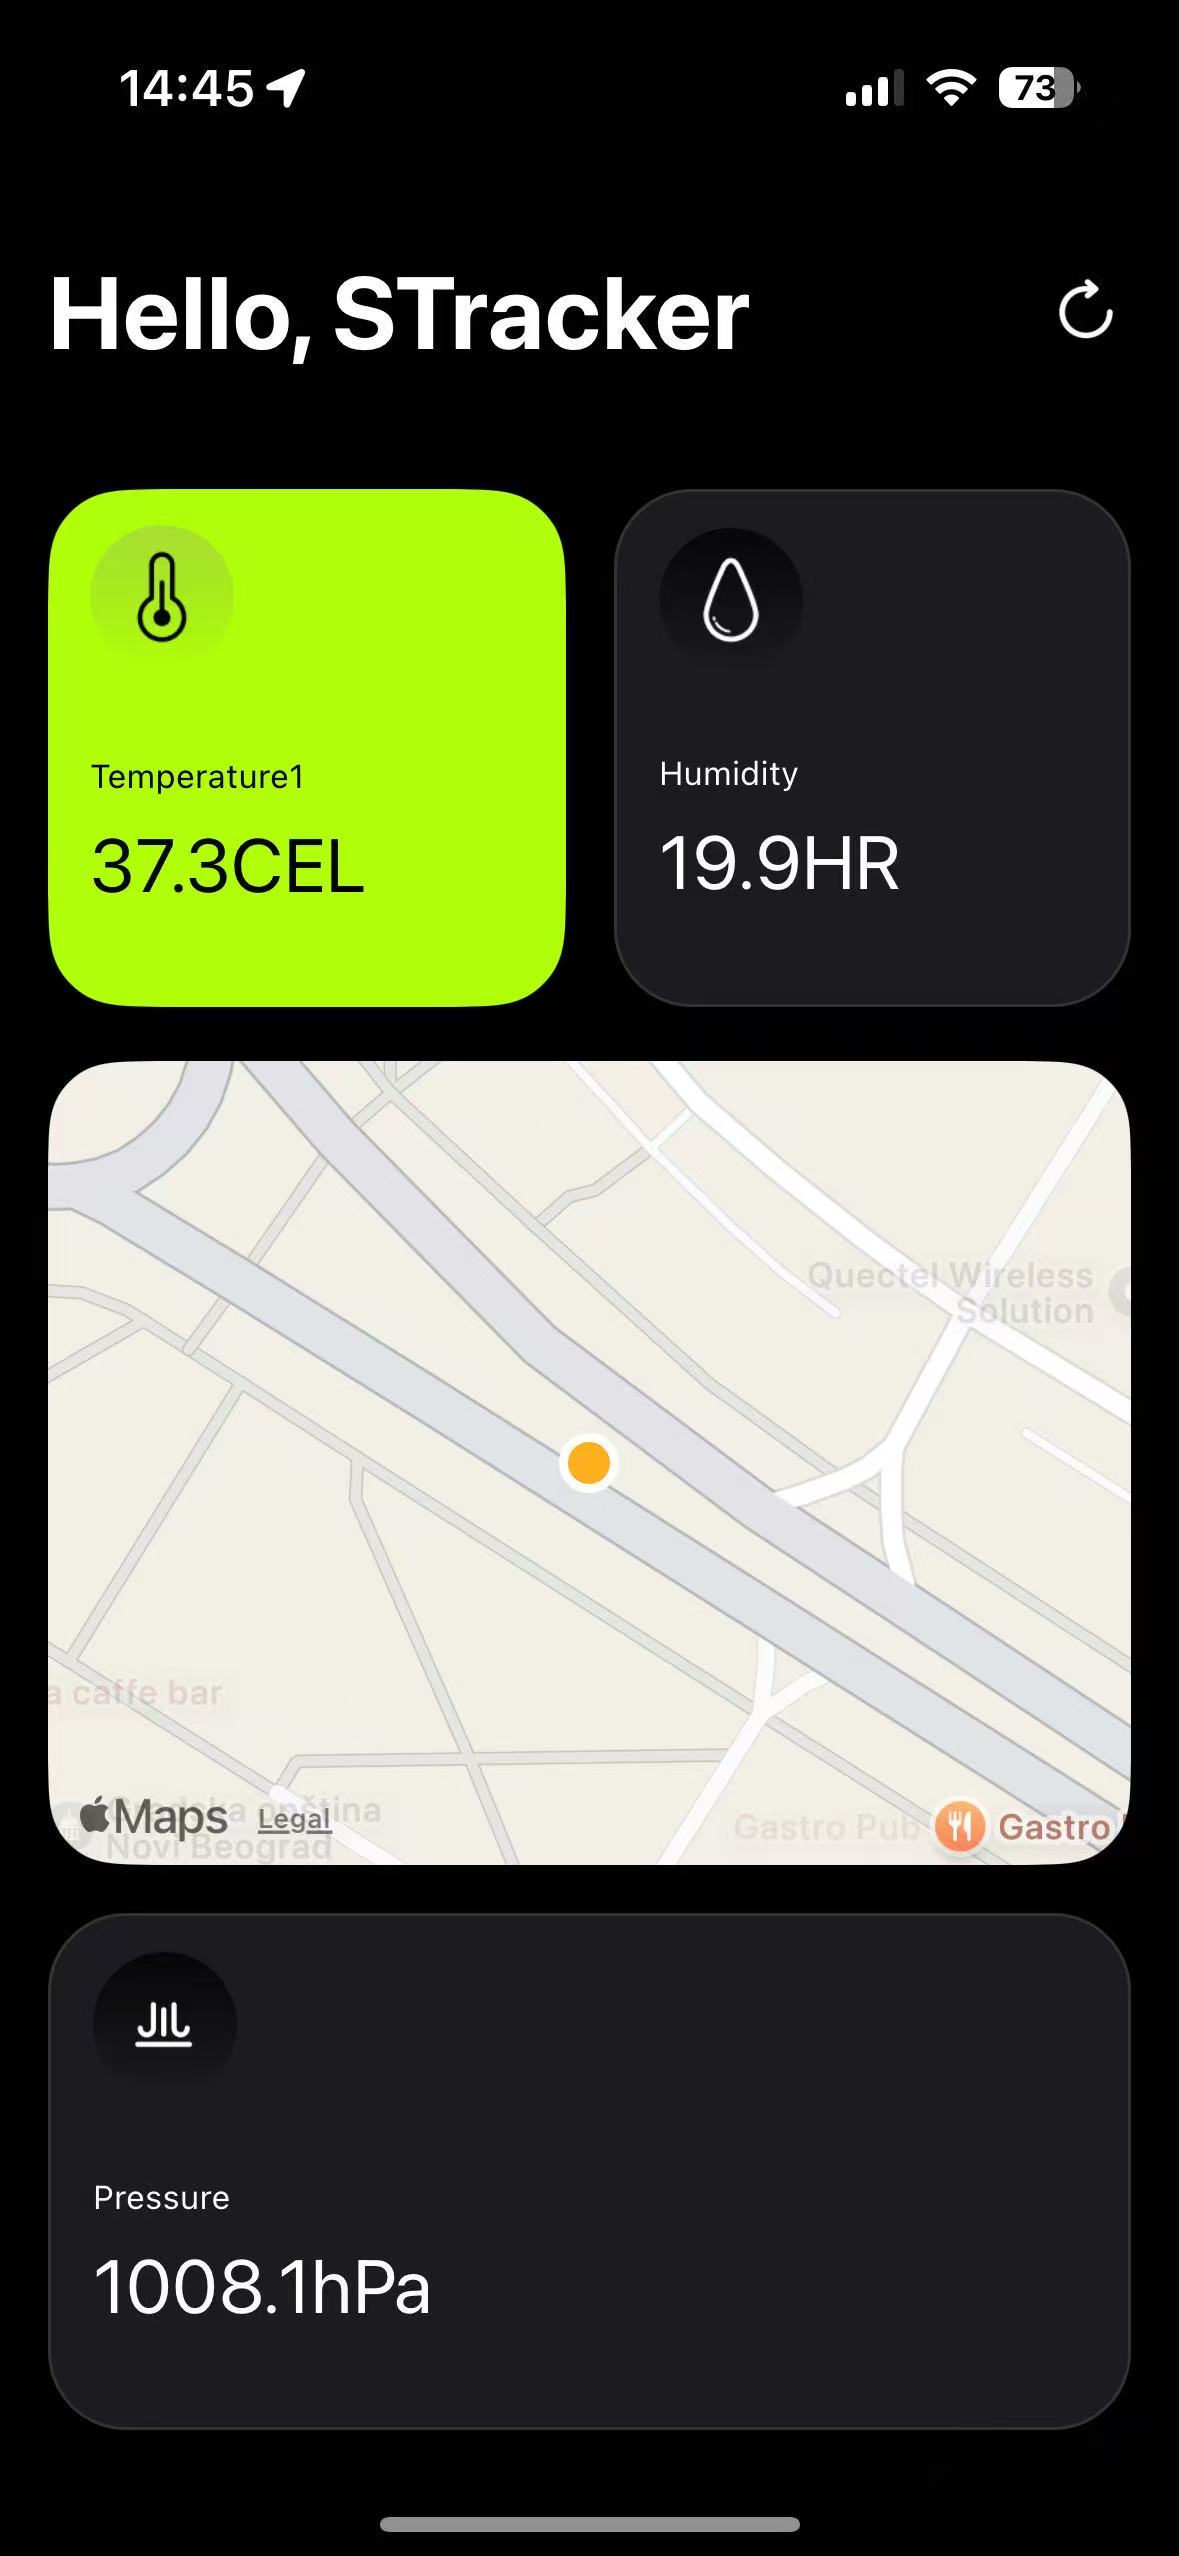 14:45
73
Hello, STracker
Temperature1
37.3CEL
Humidity
19.9HR
Quectel Wireless
Solution
a caffe bar
Maps
Legal
Novi Beograd
Gastro Pub
Gastro
Pressure
1008.1hPa